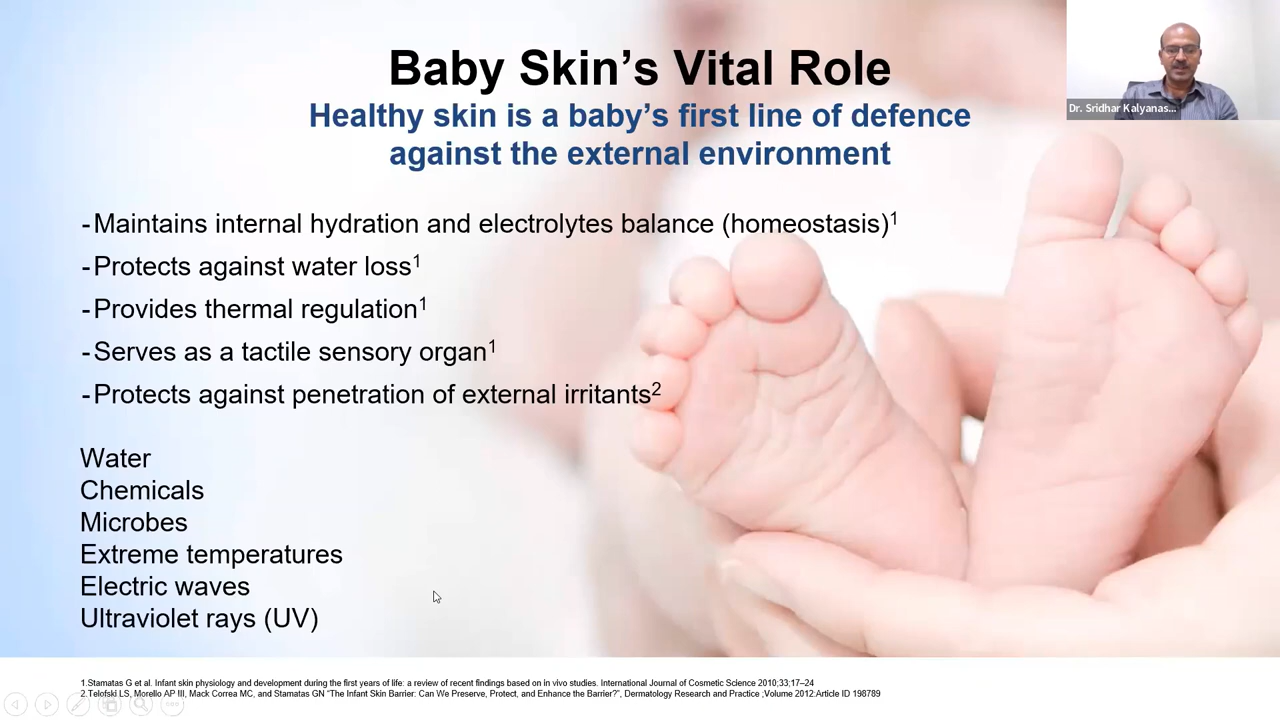 Baby Skin’s Vital Role
Healthy skin is a baby’s first line of defence
against the external environment
Dr. Sridhar Kalyanas...
-Maintains internal hydration and electrolytes balance (homeostasis)¹
-Protects against water loss¹
-Provides thermal regulation¹
-Serves as a tactile sensory organ¹
-Protects against penetration of external irritants²
Water
Chemicals
Microbes
Extreme temperatures
Electric waves
Ultraviolet rays (UV)
1.Stamatas G et al. Infant skin physiology and development during the first years of life: a review of recent findings based on in vivo studies. International Journal of Cosmetic Science 2010;33;17–24
2.Telofski LS, Morello AP III, Mack Correa MC, and Stamatas GN “The Infant Skin Barrier: Can We Preserve, Protect, and Enhance the Barrier?”, Dermatology Research and Practice ;Volume 2012:Article ID 198789